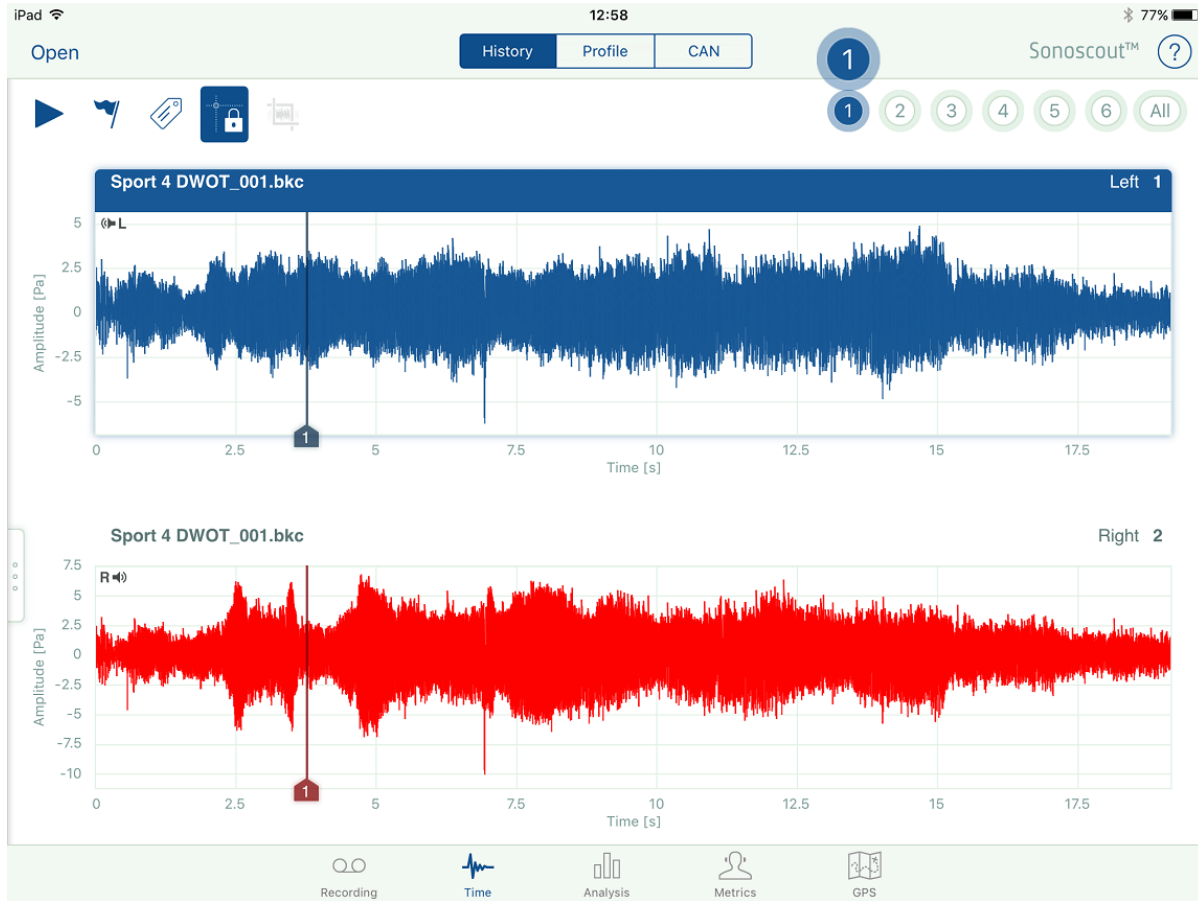 iPad 12:58 77%
Open History Profile CAN 1 Sonoscout™ ?
1 2 3 4 5 6 All
Sport 4 DWOT_001.bkc Left 1
L
5
2.5
0
-2.5
-5
Amplitude [Pa]
1
0 2.5 5 7.5 10 12.5 15 17.5
Time [s]
Sport 4 DWOT_001.bkc Right 2
R
7.5
5
2.5
0
-2.5
-5
-7.5
-10
Amplitude [Pa]
1
0 2.5 5 7.5 10 12.5 15 17.5
Time [s]
Recording Time Analysis Metrics GPS